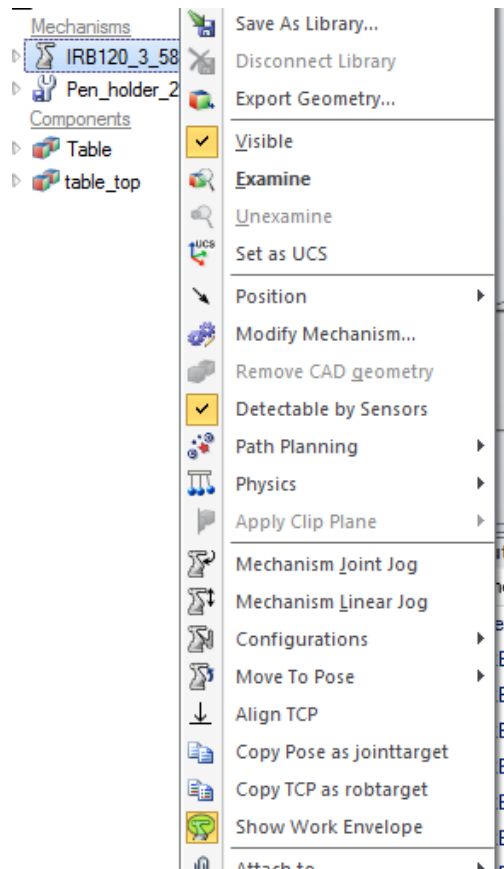 Mechanisms
IRB120_3_58
Pen_holder_2
Components
Table
table_top
Save As Library...
Disconnect Library
Export Geometry...
Visible
Examine
Unexamine
UCS
Set as UCS
Position
Modify Mechanism...
Remove CAD geometry
Detectable by Sensors
Path Planning
Physics
Apply Clip Plane
Mechanism Joint Jog
Mechanism Linear Jog
Configurations
Move To Pose
Align TCP
Copy Pose as jointtarget
Copy TCP as robtarget
Show Work Envelope
Attach to